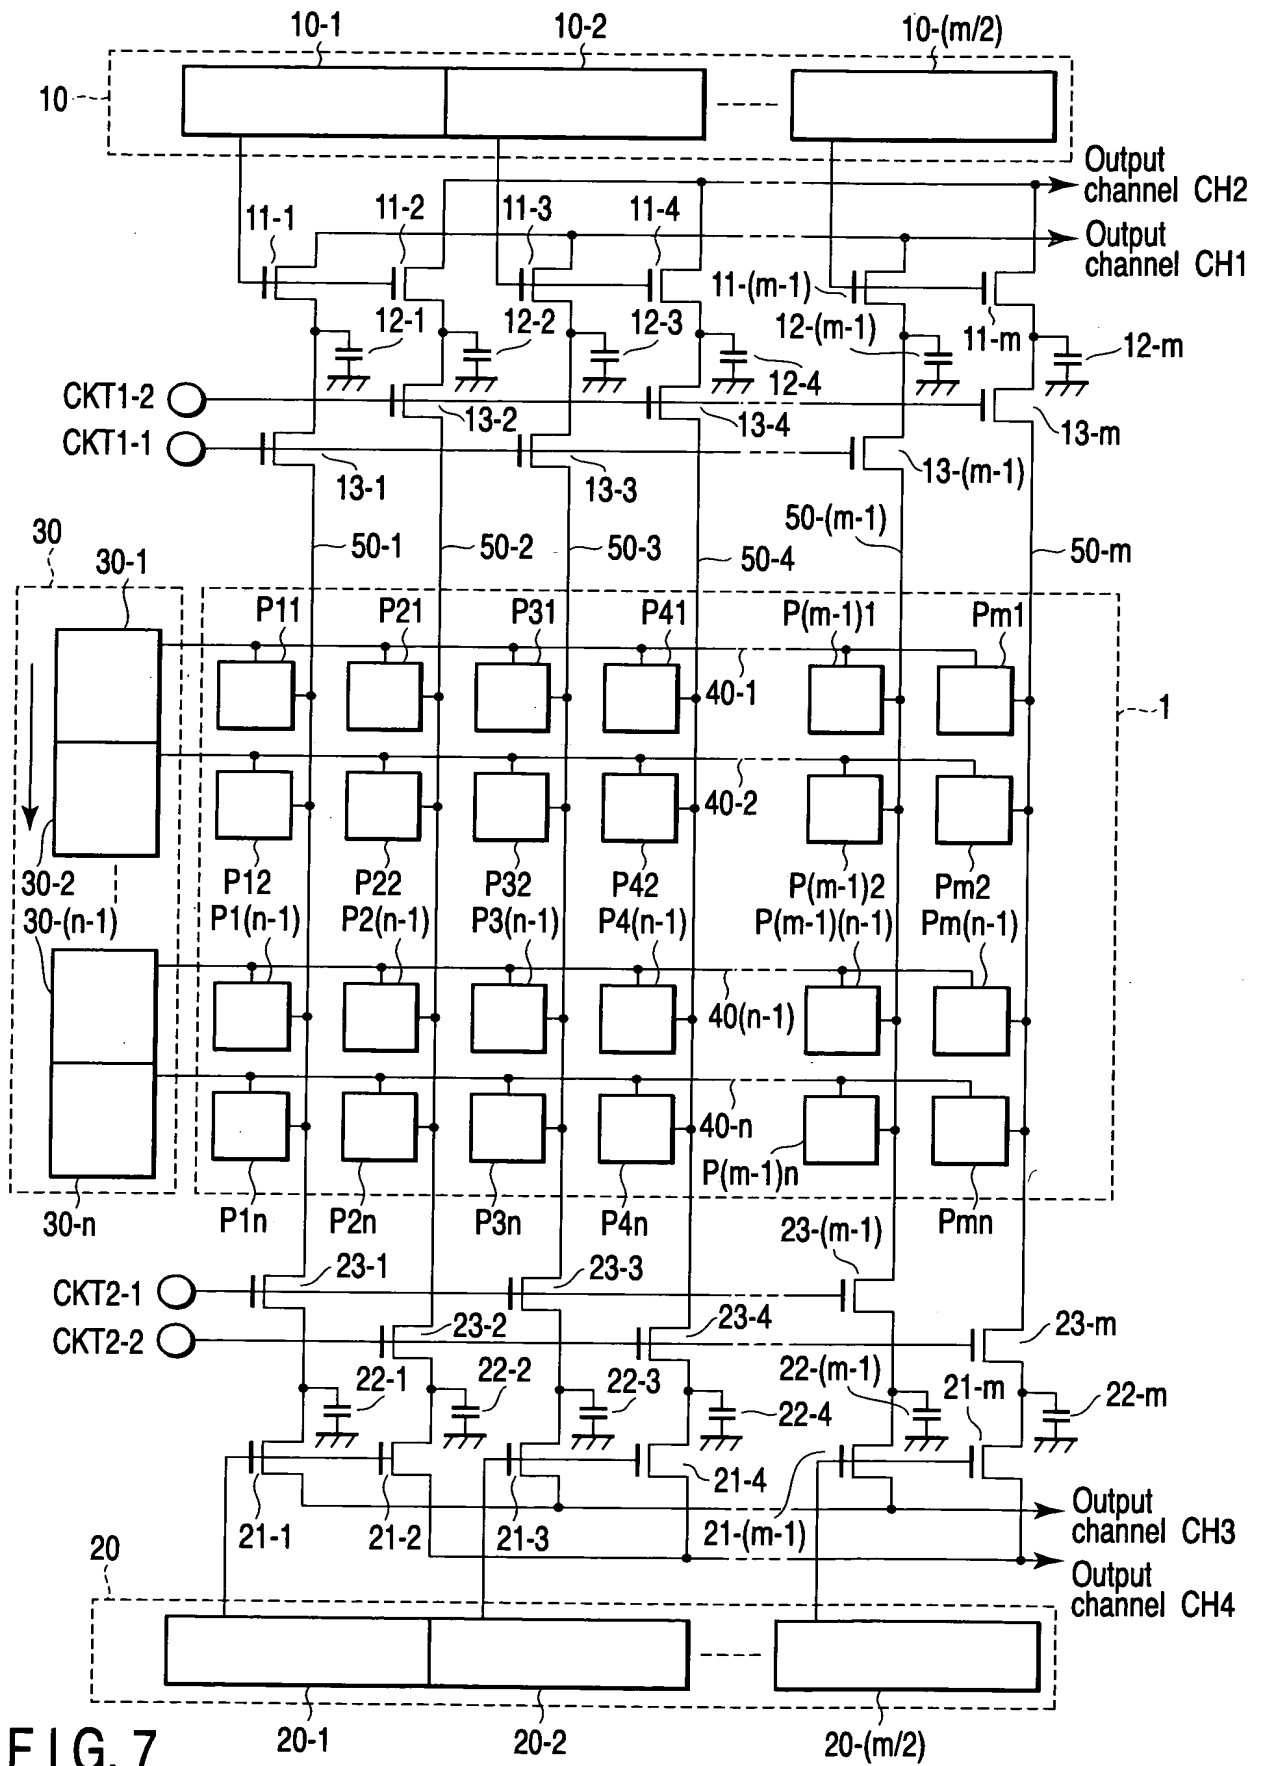 10-1 10-2 10-(m/2)
10
Output
channel CH2
11-1 11-2 11-3 11-4
Output
channel CH1
11-(m-1)
12-1 12-2 12-3 12-(m-1) 11-m
12-4 12-m
CKT1-2
13-2 13-4 13-m
CKT1-1
13-1 13-3 13-(m-1)
50-(m-1)
30 50-1 50-2 50-3 50-4 50-m
30-1
P11 P21 P31 P41 P(m-1)1 Pm1
40-1 1
40-2
30-2 P12 P22 P32 P42 P(m-1)2 Pm2
30-(n-1) P1(n-1) P2(n-1) P3(n-1) P4(n-1) P(m-1)(n-1) Pm(n-1)
40(n-1)
40-n
P(m-1)n
30-n P1n P2n P3n P4n Pmn
23-(m-1)
CKT2-1 23-1 23-3
CKT2-2 23-2 23-4 23-m
22-1 22-2 22-3 22-(m-1) 21-m 22-m
22-4
21-4
21-1 21-2 21-3 21-(m-1)
Output
channel CH3
20
Output
channel CH4
20-1 20-2 20-(m/2)
FIG. 7